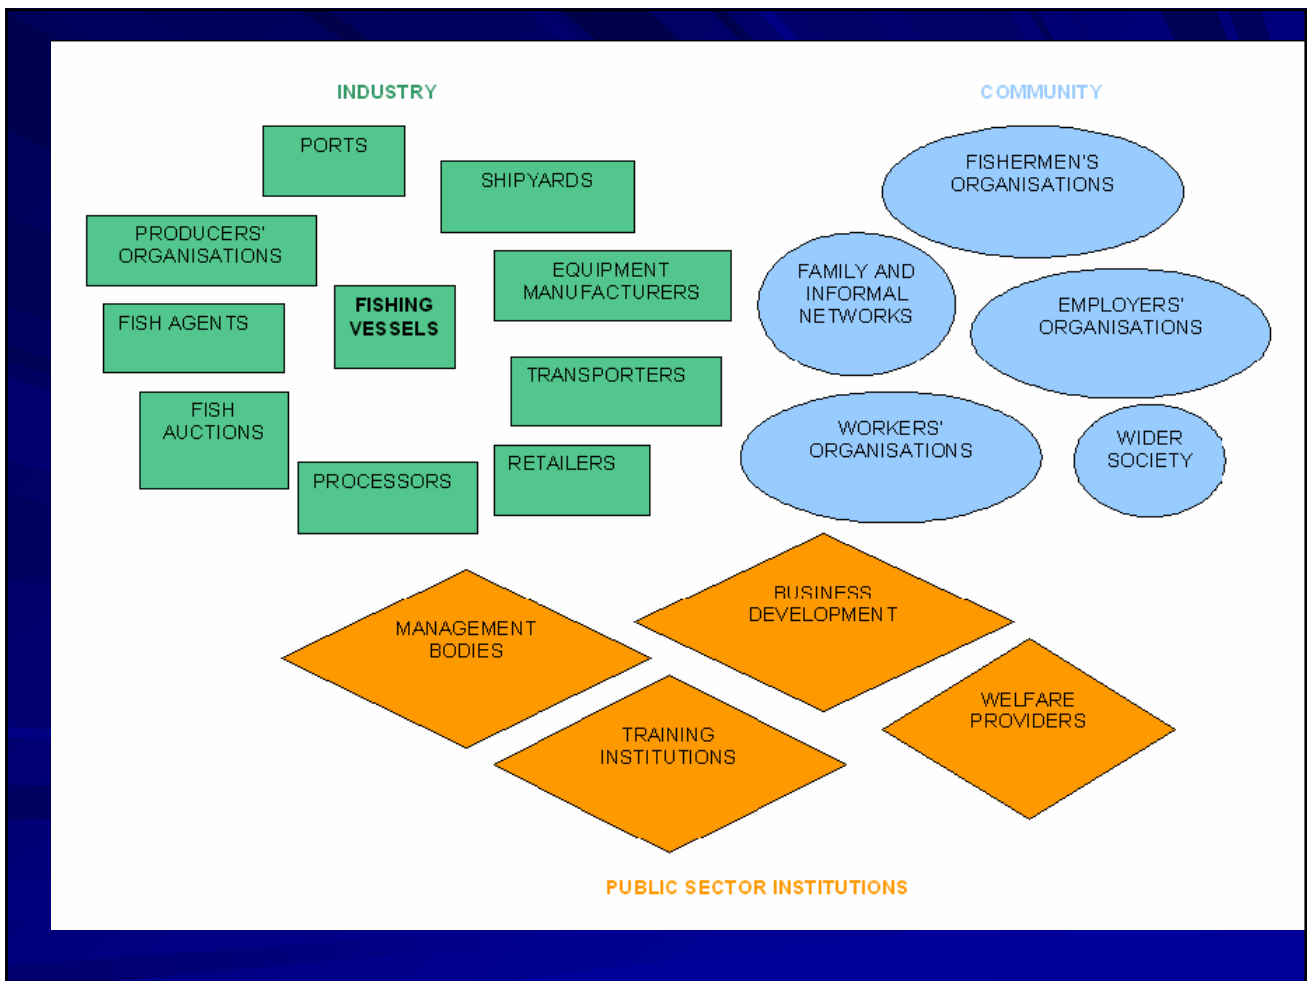 INDUSTRY
PORTS
SHIPYARDS
PRODUCERS'
ORGANISATIONS
EQUIPMENT
MANUFACTURERS
FISHING
VESSELS
FISH AGENTS
TRANSPORTERS
FISH
AUCTIONS
RETAILERS
PROCESSORS
COMMUNITY
FISHERMEN'S
ORGANISATIONS
FAMILY AND
INFORMAL
NETWORKS
EMPLOYERS'
ORGANISATIONS
WORKERS'
ORGANISATIONS
WIDER
SOCIETY
BUSINESS
DEVELOPMENT
MANAGEMENT
BODIES
WELFARE
PROVIDERS
TRAINING
INSTITUTIONS
PUBLIC SECTOR INSTITUTIONS